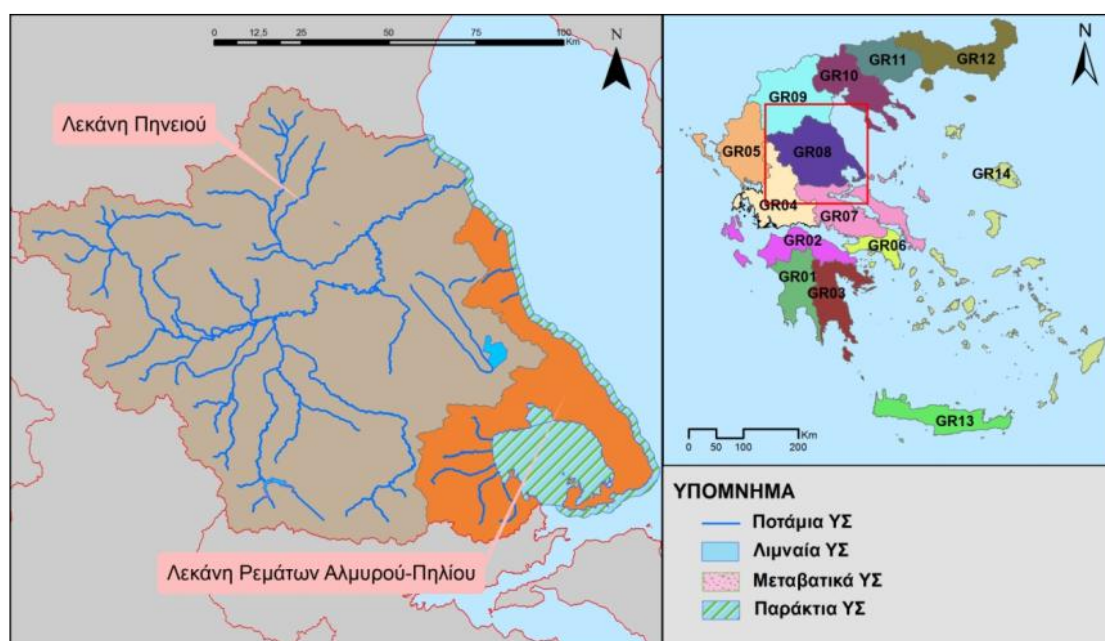 0 12,5 25 50 75 100
Km
N
Λεκάνη Πηνειού
Λεκάνη Ρεμάτων Αλμυρού-Πηλίου
N
GR11
GR12
GR10
GR09
GR05
GR08
GR14
GR04
GR07
GR02
GR06
GR01
GR03
GR13
0 50 100 200
Km
ΥΠΟΜΝΗΜΑ
Ποτάμια ΥΣ
Λιμναία ΥΣ
Μεταβατικά ΥΣ
Παράκτια ΥΣ